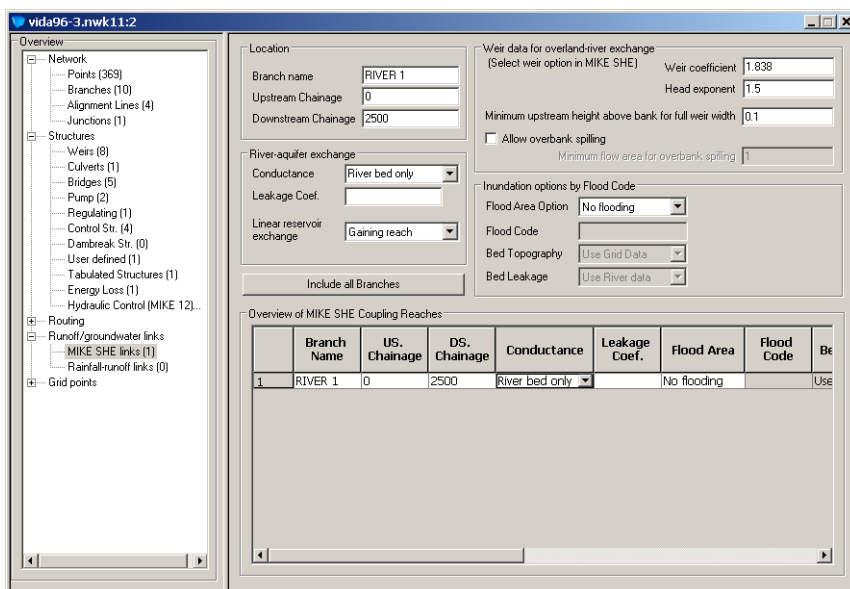 vida96-3.nwk11:2
Overview
Network
Points (369)
Branches (10)
Alignment Lines (4)
Junctions (1)
Structures
Weirs (8)
Culverts (1)
Bridges (5)
Pump (2)
Regulating (1)
Control Str. (4)
Dambreak Str. (0)
User defined (1)
Tabulated Structures (1)
Energy Loss (1)
Hydraulic Control (MIKE 12)...
Routing
Runoff/groundwater links
MIKE SHE links (1)
Rainfall-runoff links (0)
Grid points
Location
Branch name RIVER 1
Upstream Chainage 0
Downstream Chainage 2500
River-aquifer exchange
Conductance River bed only
Leakage Coef.
Linear reservoir
exchange Gaining reach
Include all Branches
Weir data for overland-river exchange
(Select weir option in MIKE SHE) Weir coefficient 1.838
Head exponent 1.5
Minimum upstream height above bank for full weir width 0.1
Allow overbank spilling
Minimum flow area for overbank spilling 1
Inundation options by Flood Code
Flood Area Option No flooding
Flood Code
Bed Topography Use Grid Data
Bed Leakage Use River data
Overview of MIKE SHE Coupling Reaches
Branch Name US. Chainage DS. Chainage Conductance Leakage Coef. Flood Area Flood Code Be
1 RIVER 1 0 2500 River bed only No flooding Use